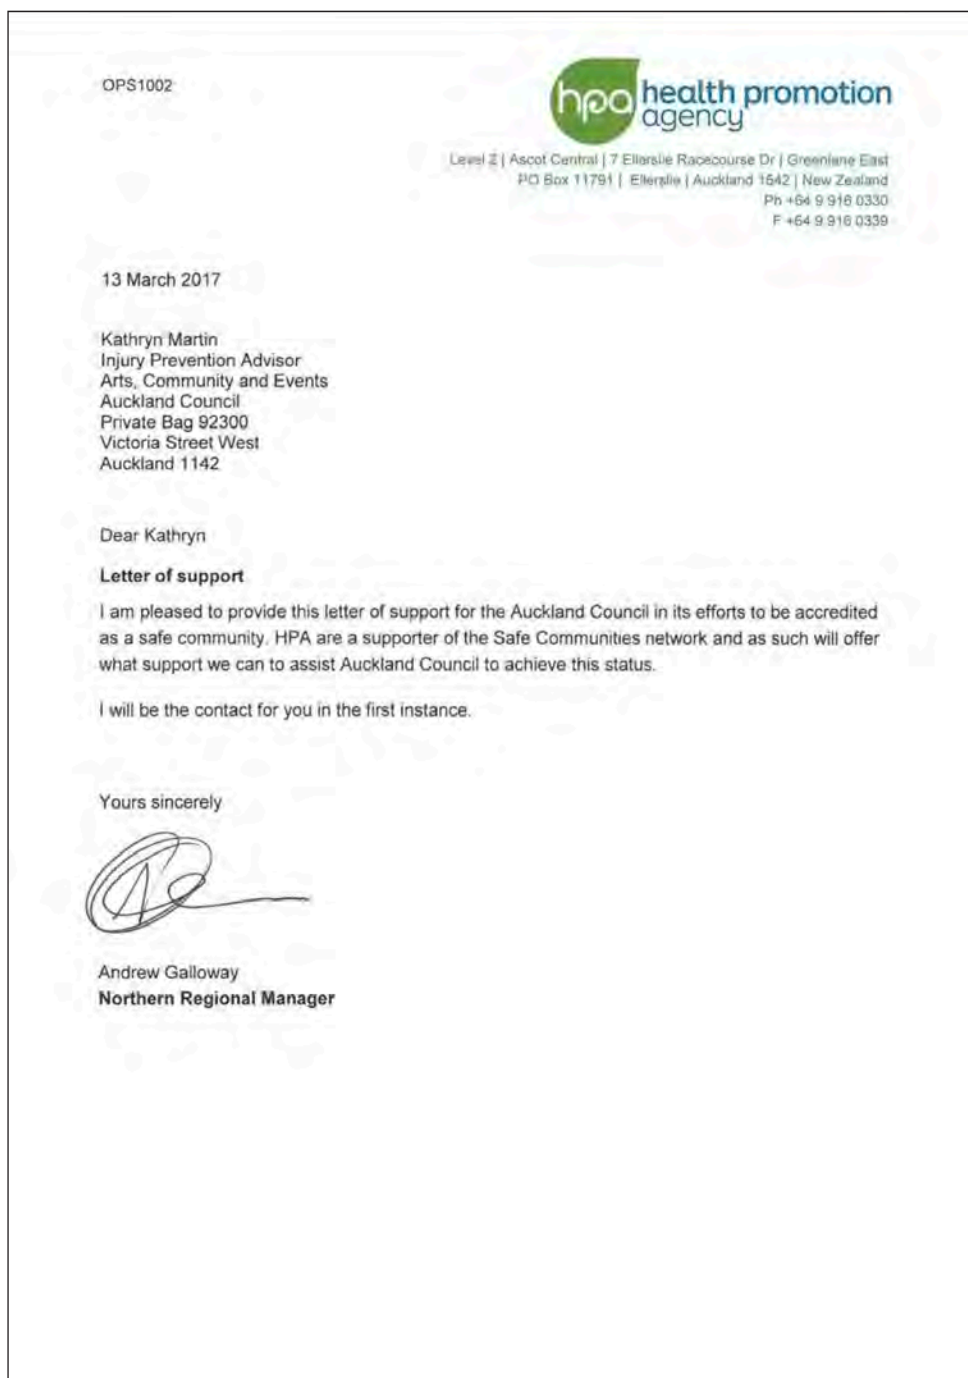 OPS1002
hpa health promotion
agency
Level 2 | Ascot Central | 7 Ellerslie Racecourse Dr | Greenlane East
PO Box 11791 | Ellerslie | Auckland 1542 | New Zealand
Ph +64 9 916 0330
F +64 9 916 0339
13 March 2017
Kathryn Martin
Injury Prevention Advisor
Arts, Community and Events
Auckland Council
Private Bag 92300
Victoria Street West
Auckland 1142
Dear Kathryn
Letter of support
I am pleased to provide this letter of support for the Auckland Council in its efforts to be accredited
as a safe community. HPA are a supporter of the Safe Communities network and as such will offer
what support we can to assist Auckland Council to achieve this status.
I will be the contact for you in the first instance.
Yours sincerely
Andrew Galloway
Northern Regional Manager